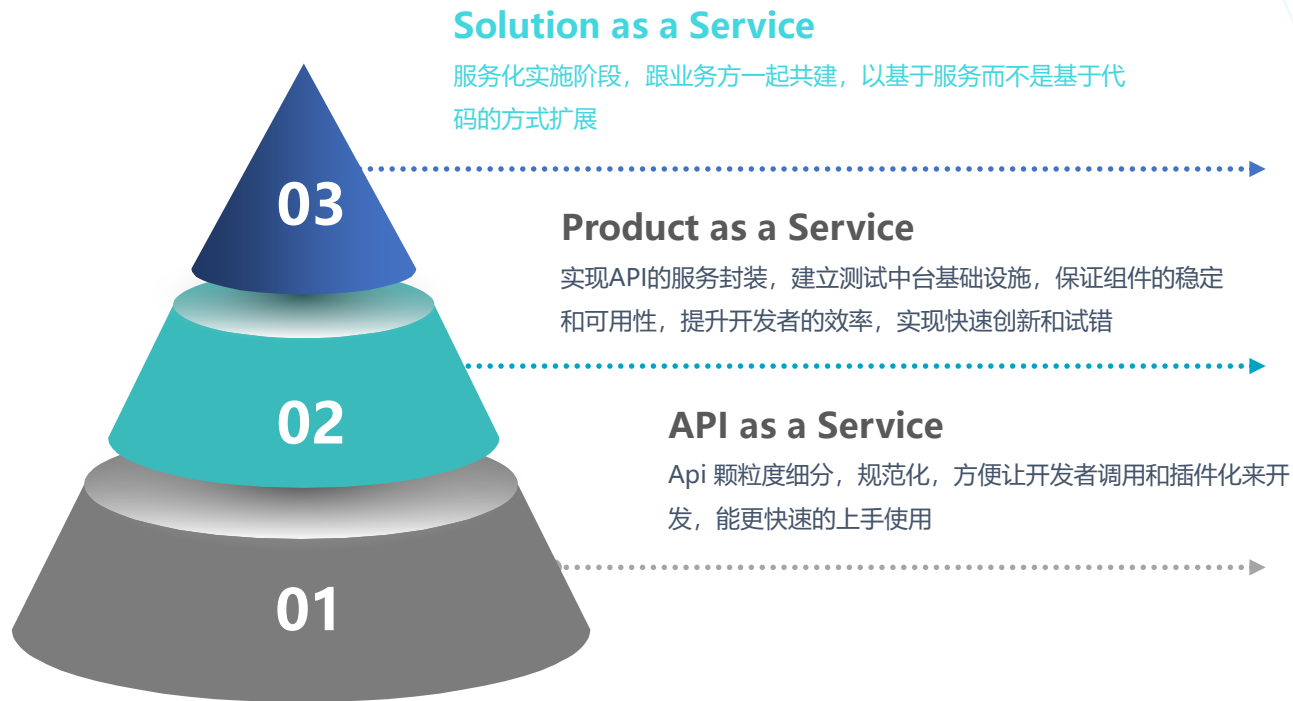 Solution as a Service
服务化实施阶段，跟业务方一起共建，以基于服务而不是基于代
码的方式扩展
03
Product as a Service
实现API的服务封装，建立测试中台基础设施，保证组件的稳定
和可用性，提升开发者的效率，实现快速创新和试错
02
API as a Service
Api 颗粒度细分，规范化，方便让开发者调用和插件化来开
发，能更快速的上手使用
01